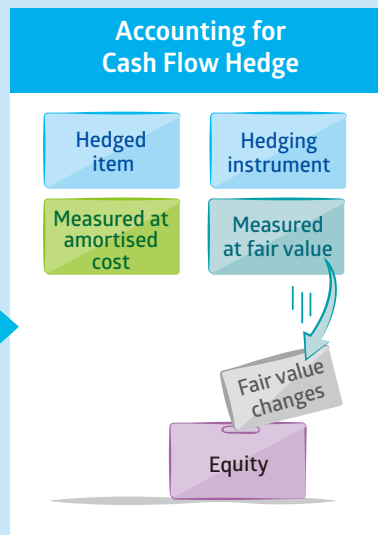 Accounting for
Cash Flow Hedge
Hedged
item
Hedging
instrument
Measured at
amortised
cost
Measured
at fair value
Fair value
changes
Equity